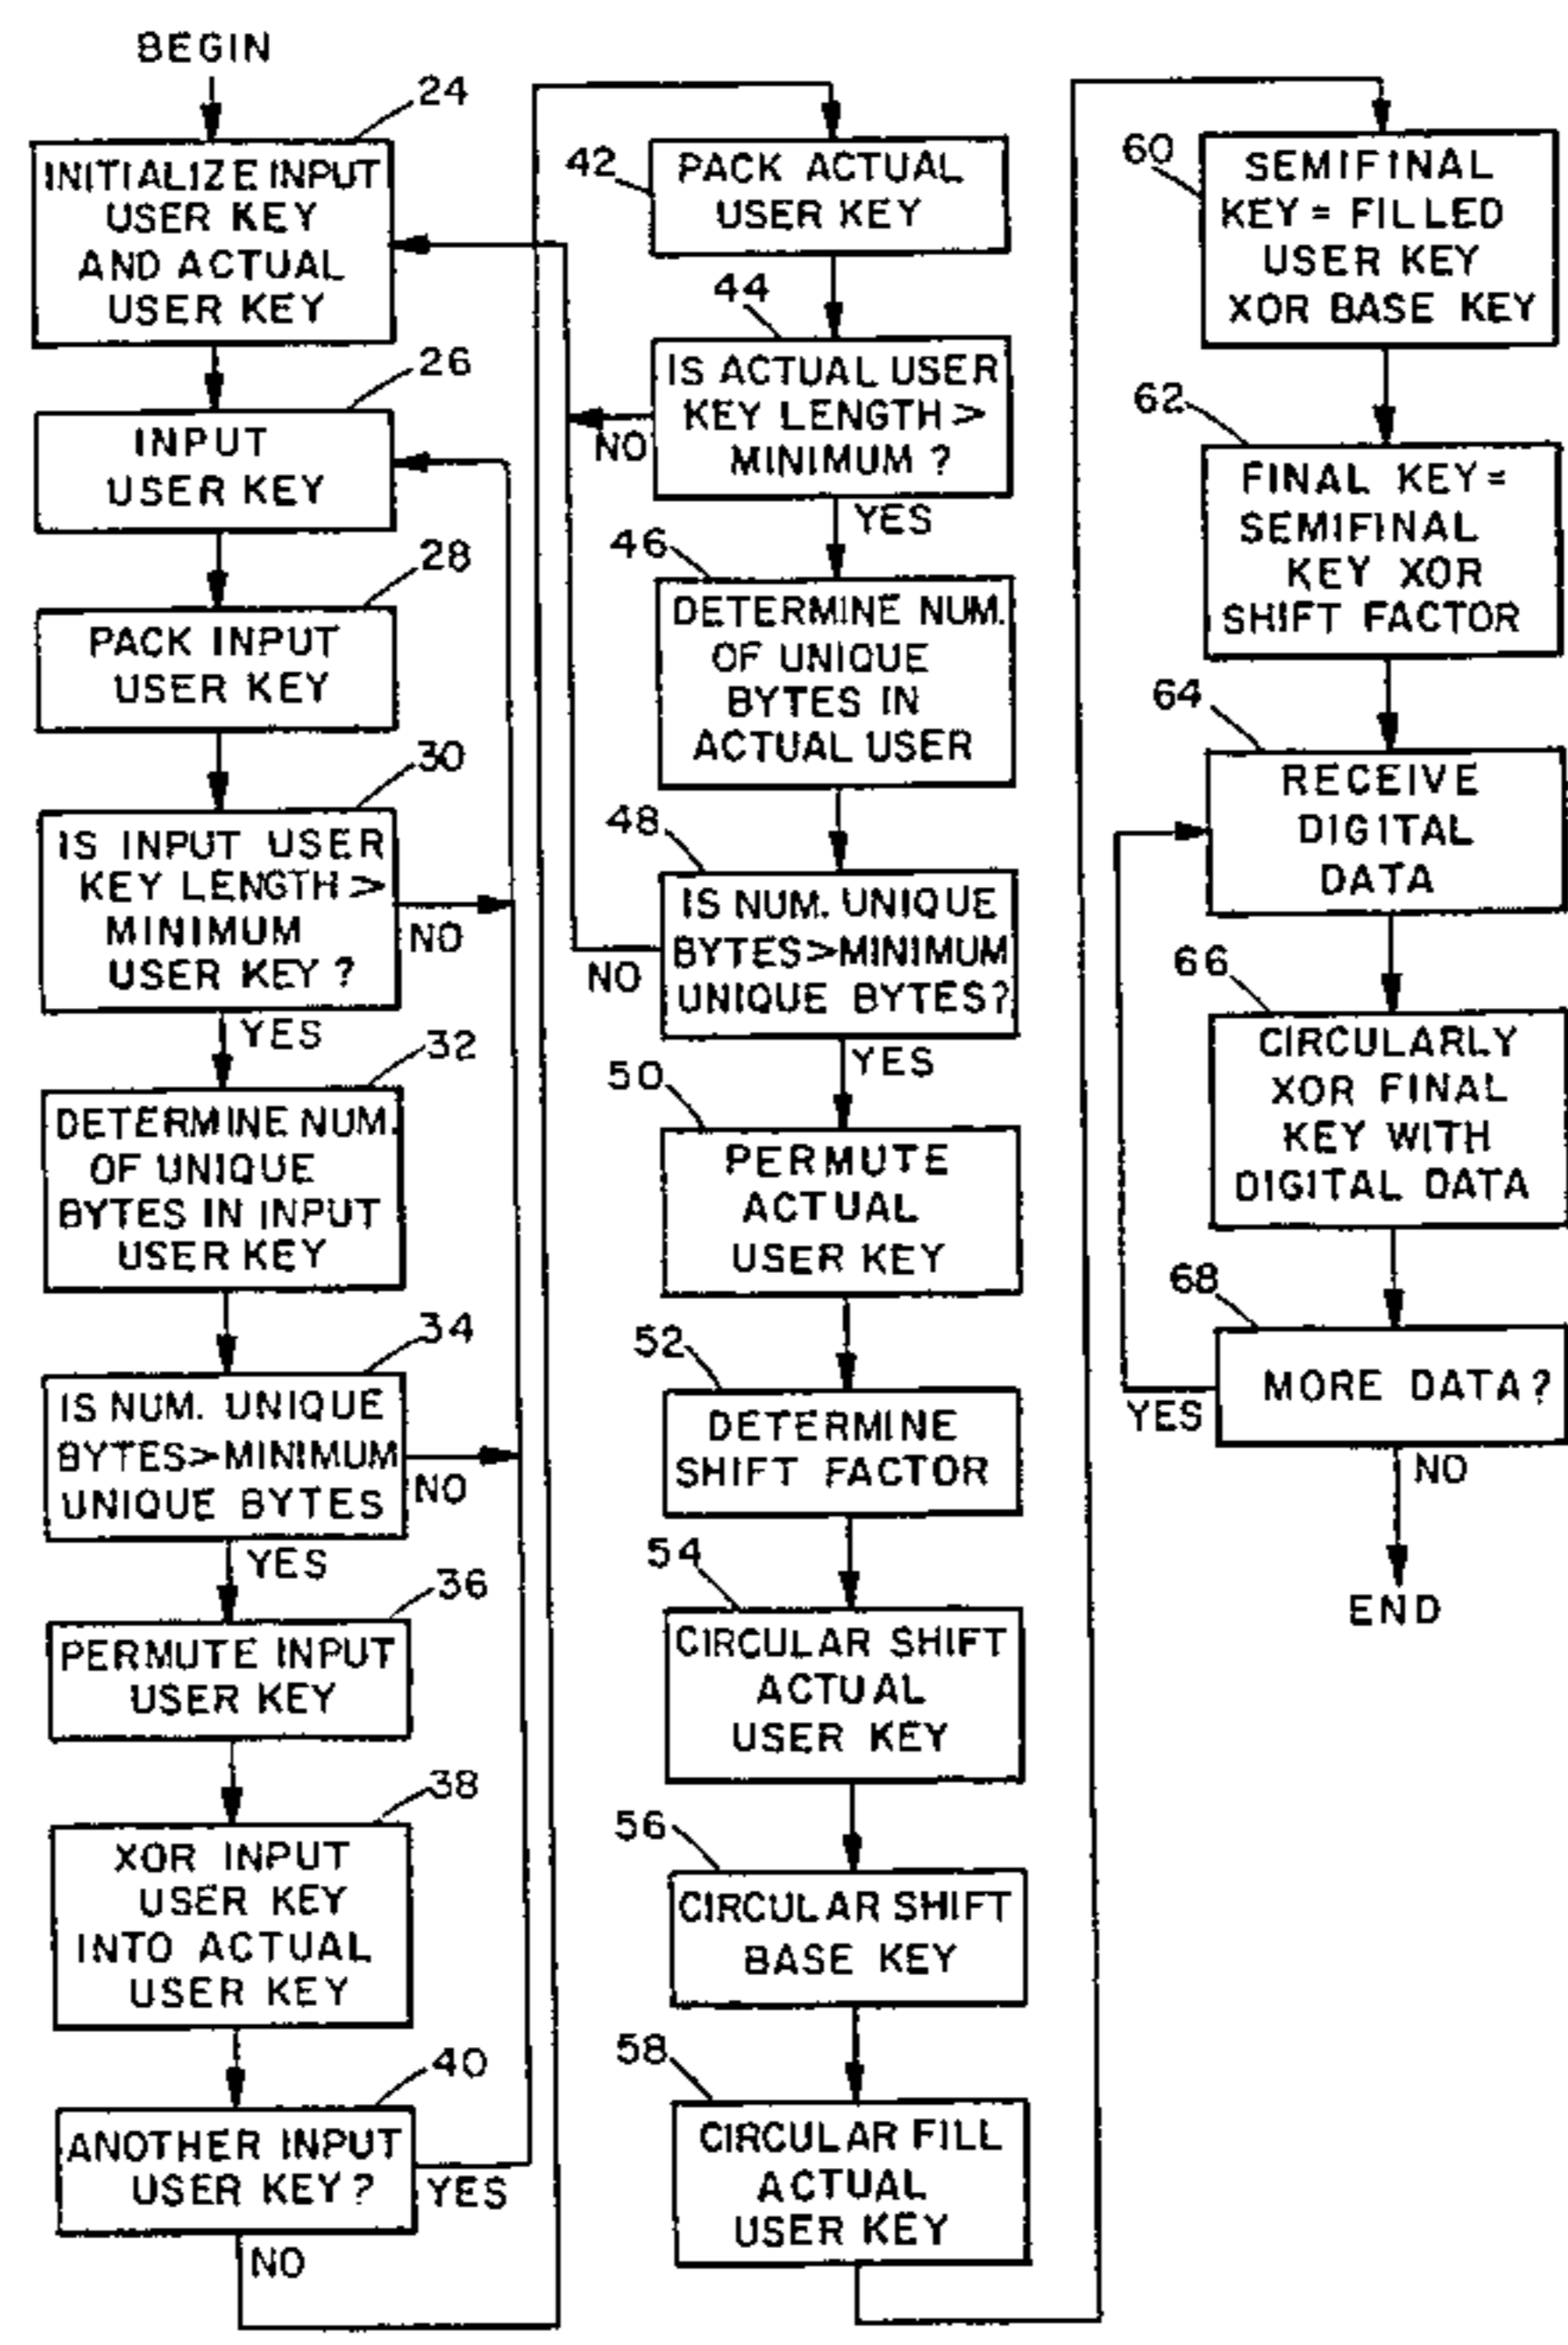 BEGIN
24
INITIALIZE INPUT
USER KEY
AND ACTUAL
USER KEY
26
INPUT
USER KEY
28
PACK INPUT
USER KEY
30
IS INPUT USER
KEY LENGTH >
MINIMUM
USER KEY ?
NO
YES
32
DETERMINE NUM.
OF UNIQUE
BYTES IN INPUT
USER KEY
34
IS NUM. UNIQUE
BYTES > MINIMUM
UNIQUE BYTES
NO
YES
36
PERMUTE INPUT
USER KEY
38
XOR INPUT
USER KEY
INTO ACTUAL
USER KEY
40
ANOTHER INPUT
USER KEY ?
YES
NO
42
PACK ACTUAL
USER KEY
44
IS ACTUAL USER
KEY LENGTH >
MINIMUM ?
NO
YES
46
DETERMINE NUM.
OF UNIQUE
BYTES IN
ACTUAL USER
48
IS NUM. UNIQUE
BYTES > MINIMUM
UNIQUE BYTES?
NO
YES
50
PERMUTE
ACTUAL
USER KEY
52
DETERMINE
SHIFT FACTOR
54
CIRCULAR SHIFT
ACTUAL
USER KEY
56
CIRCULAR SHIFT
BASE KEY
58
CIRCULAR FILL
ACTUAL
USER KEY
60
SEMIFINAL
KEY = FILLED
USER KEY
XOR BASE KEY
62
FINAL KEY =
SEMIFINAL
KEY XOR
SHIFT FACTOR
64
RECEIVE
DIGITAL
DATA
66
CIRCULARLY
XOR FINAL
KEY WITH
DIGITAL DATA
68
MORE DATA ?
YES
NO
END